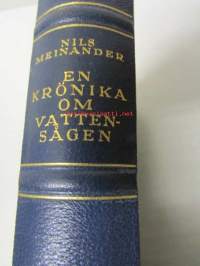 NILS
MEINANDER
EN
KRÖNIKA
OM
VATTEN-
SÅGEN